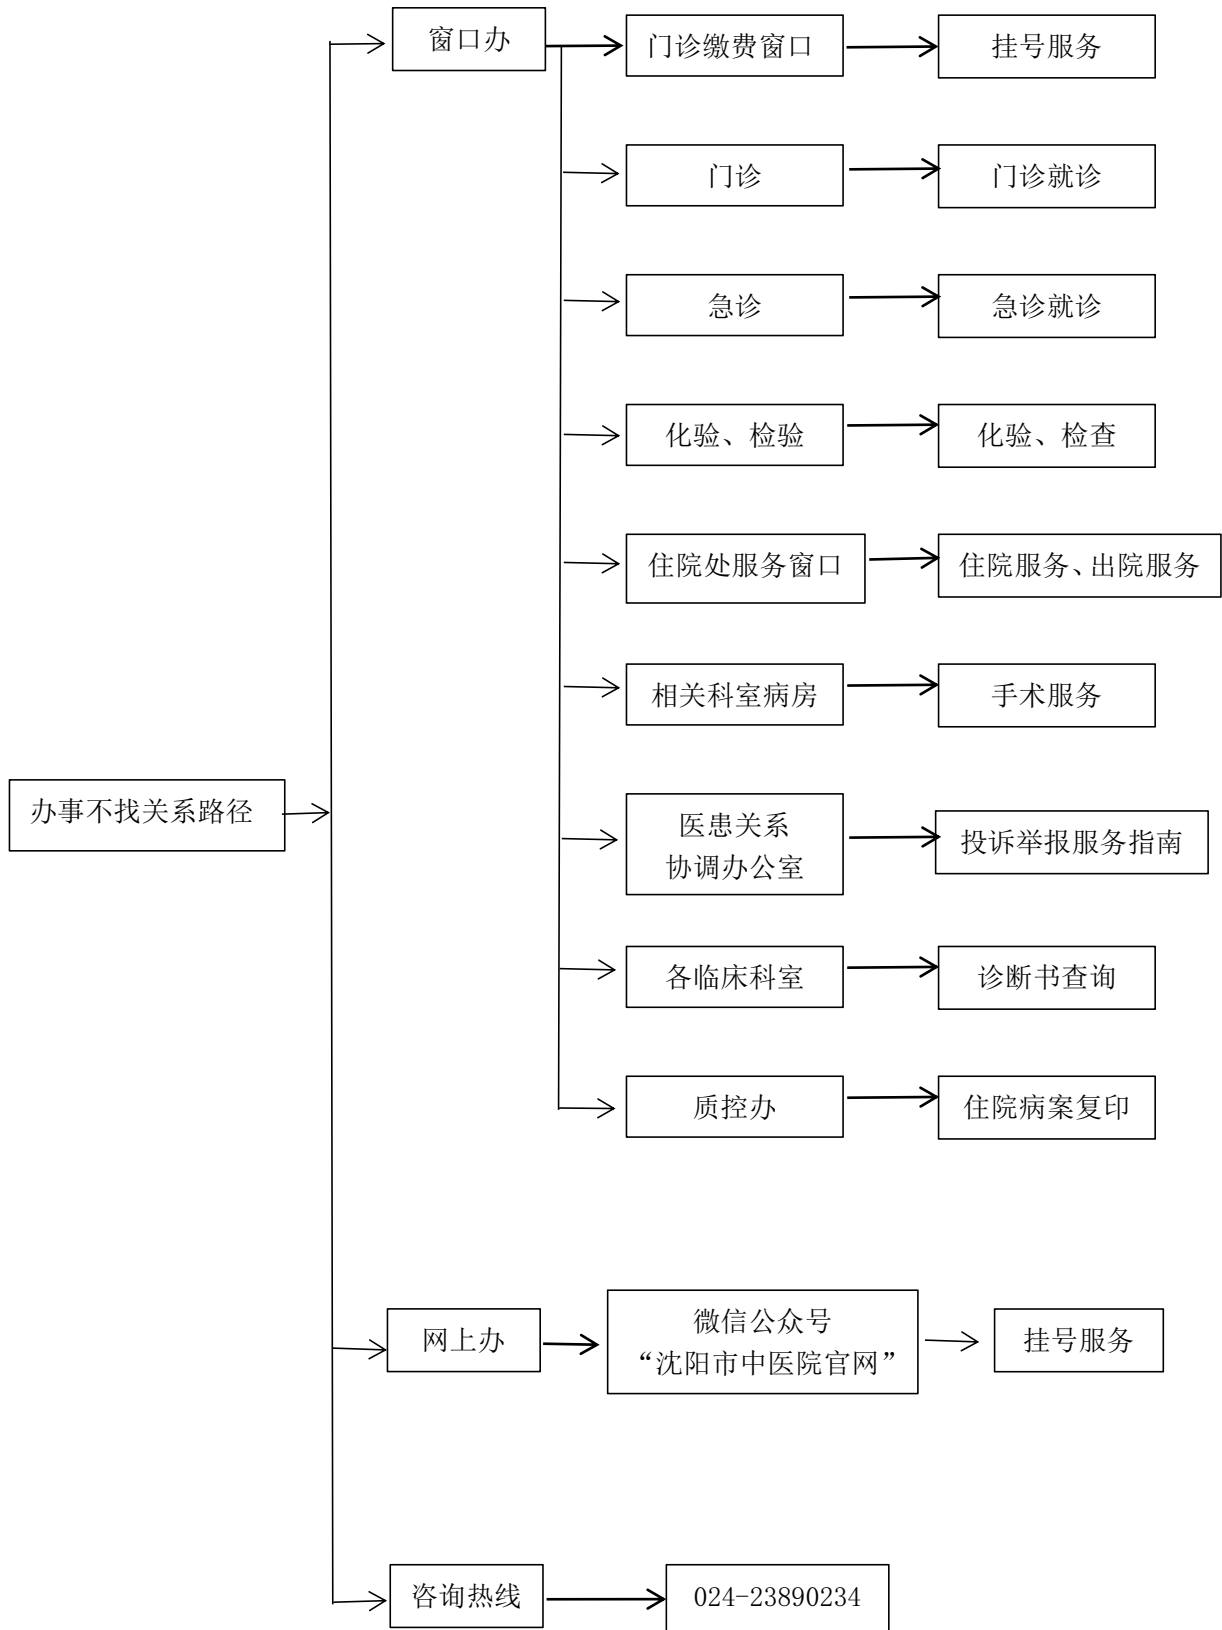 窗口办
门诊缴费窗口
挂号服务
门诊
门诊就诊
急诊
急诊就诊
化验、检验
化验、检查
住院处服务窗口
住院服务、出院服务
相关科室病房
手术服务
办事不找关系路径
医患关系
协调办公室
投诉举报服务指南
各临床科室
诊断书查询
质控办
住院病案复印
网上办
微信公众号
“沈阳市中医院官网”
挂号服务
咨询热线
024-23890234